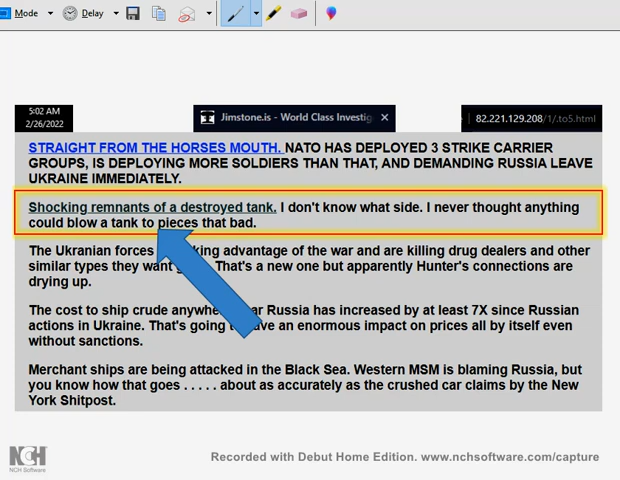 Mode
Delay
5:02 AM
2/26/2022
Jimstone.is - World Class Investig
82.221.129.208/1/.to5.html
STRAIGHT FROM THE HORSES MOUTH. NATO HAS DEPLOYED 3 STRIKE CARRIER
GROUPS, IS DEPLOYING MORE SOLDIERS THAN THAT, AND DEMANDING RUSSIA LEAVE
UKRAINE IMMEDIATELY.
Shocking remnants of a destroyed tank. I don't know what side. I never thought anything
could blow a tank to pieces that bad.
The Ukranian forces king advantage of the war and are killing drug dealers and other
similar types they want That's a new one but apparently Hunter's connections are
drying up.
The cost to ship crude anywhe ar Russia has increased by at least 7X since Russian
actions in Ukraine. That's going to ave an enormous impact on prices all by itself even
without sanctions.
Merchant ships are being attacked in the Black Sea. Western MSM is blaming Russia, but
you know how that goes . . . . . about as accurately as the crushed car claims by the New
York Shitpost.
NCH
NCH Software
Recorded with Debut Home Edition. www.nchsoftware.com/capture